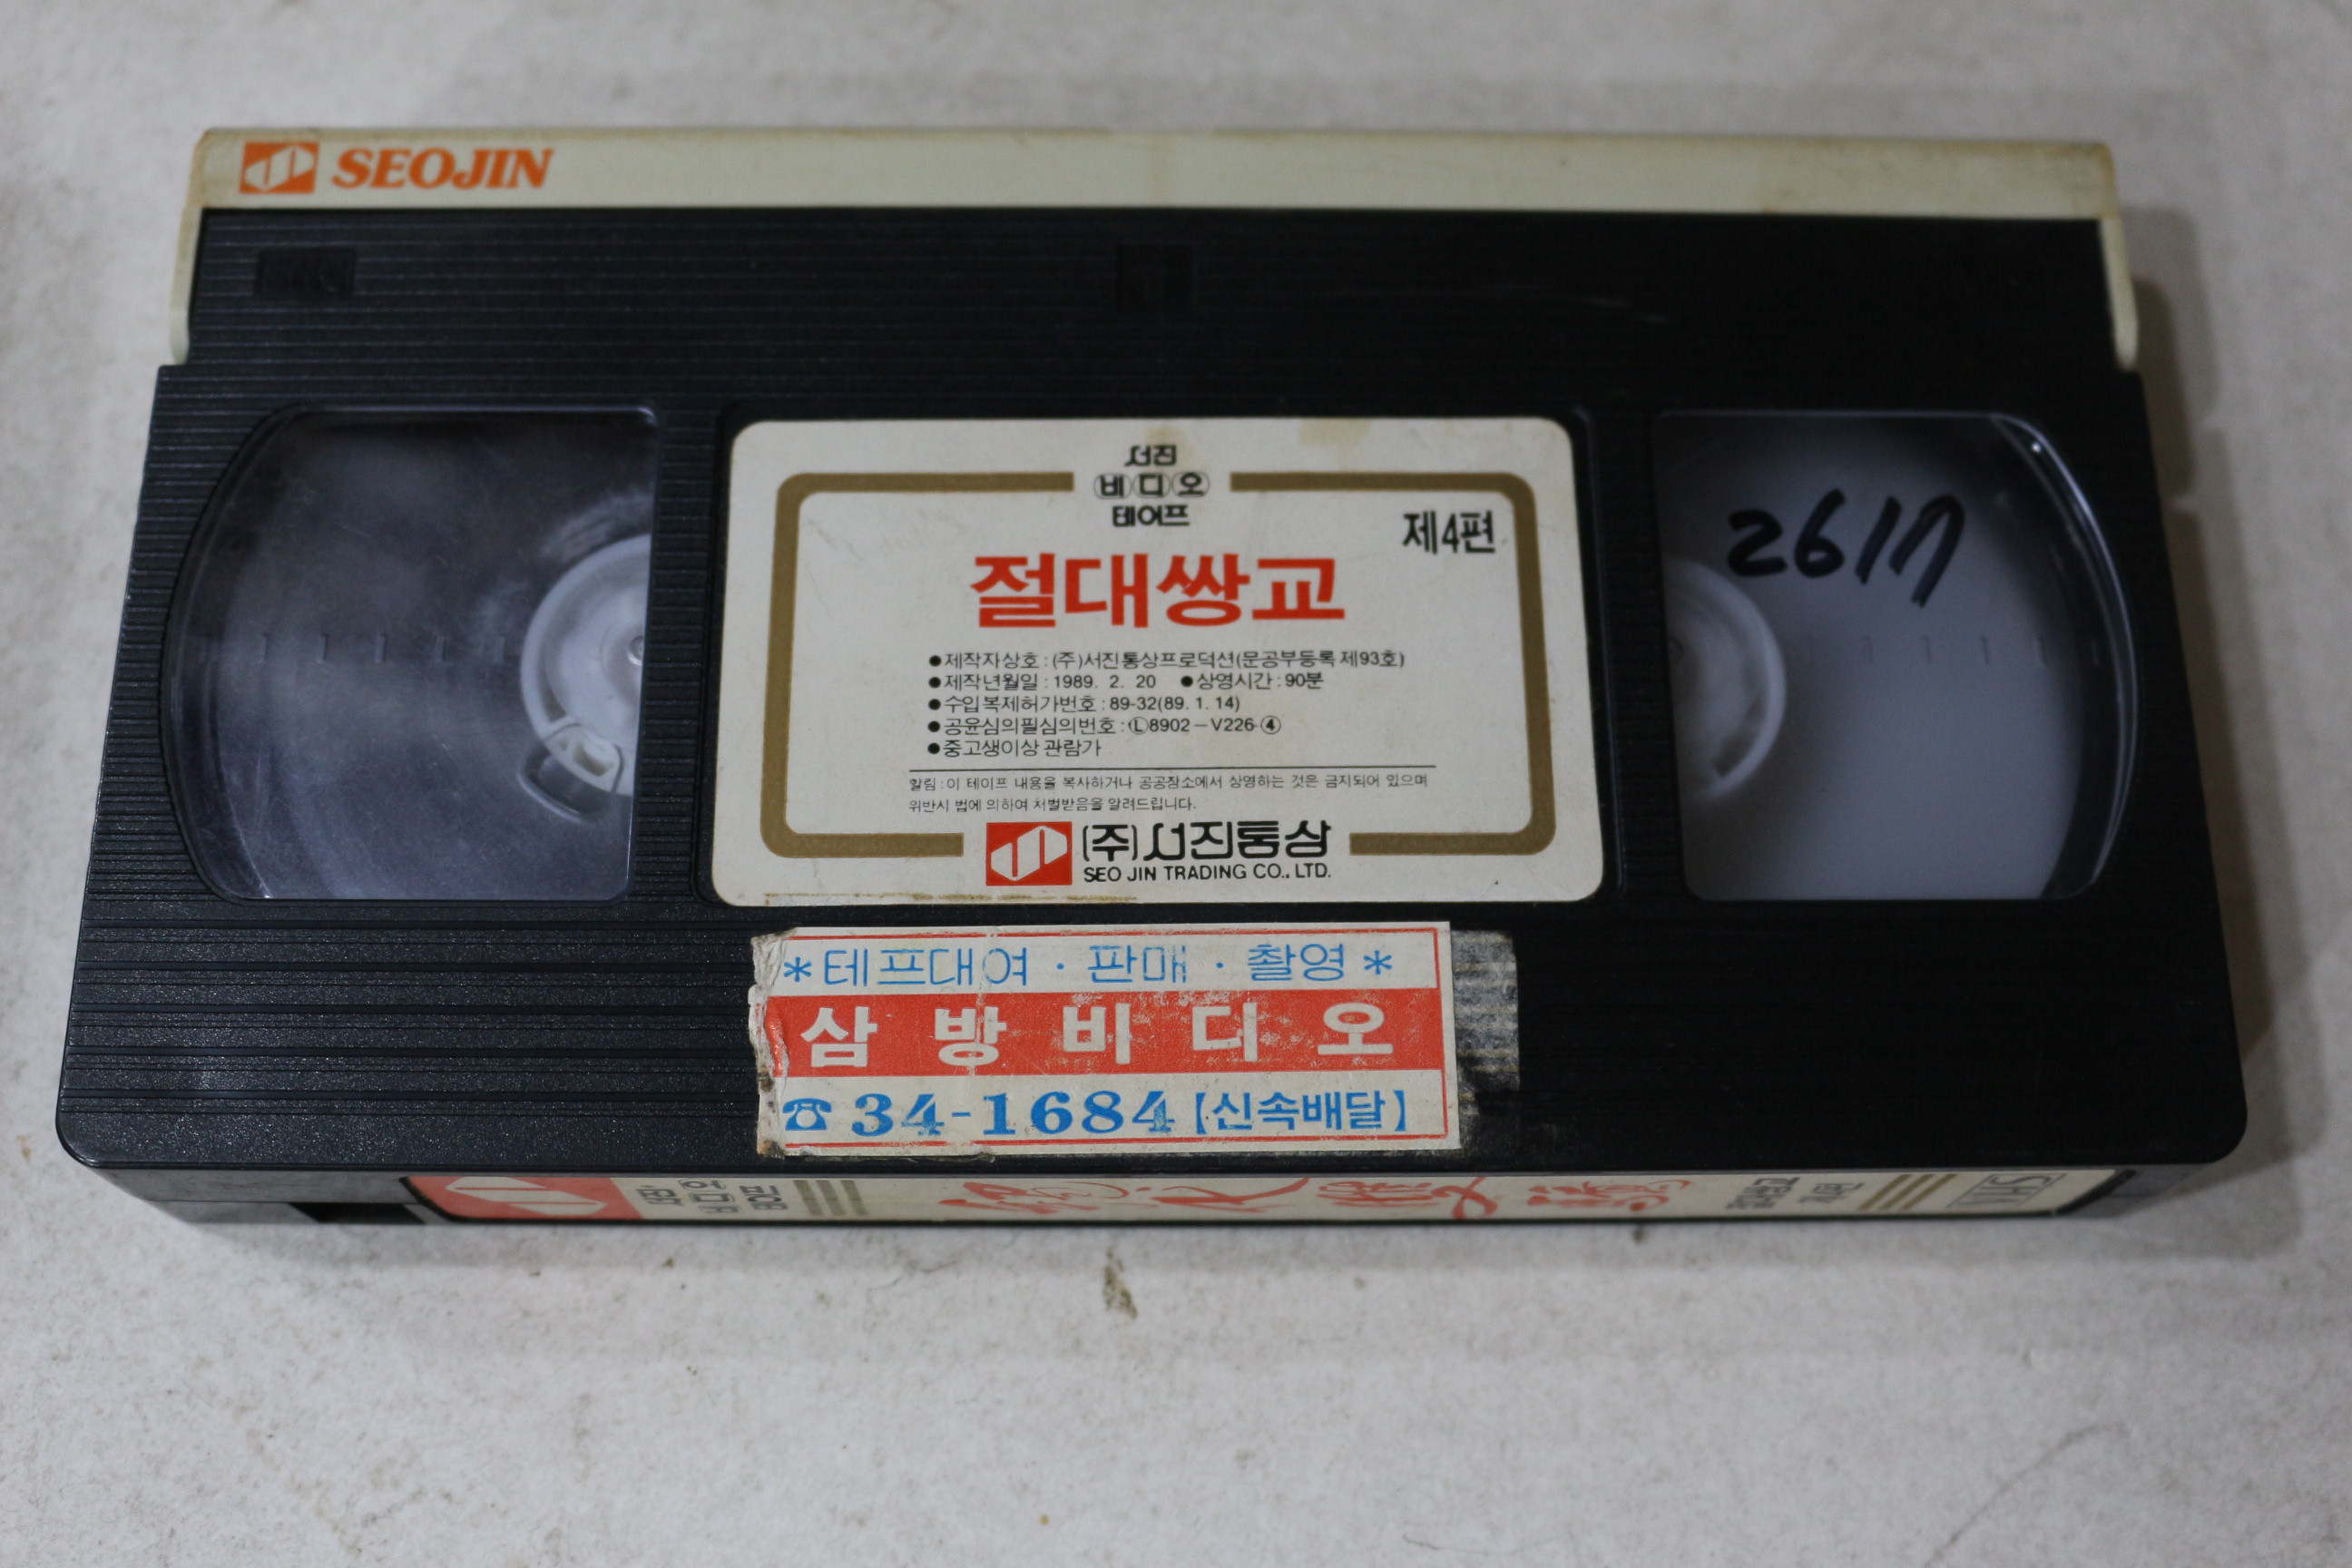 SEOJIN
서진
비디오
테이프
제4편
절대쌍교
●제작자상호 : (주)서진통상프로덕션(문공부등록 제93호)
●제작년월일 : 1989. 2. 20 ●상영시간 : 90분
●수입복제허가번호 : 89-32(89. 1. 14)
●공윤심의필심의번호 : Ⓛ8902-V226-④
●중고생이상 관람가
알림 : 이 테이프 내용을 복사하거나 공공장소에서 상영하는 것은 금지되어 있으며
위반시 법에 의하여 처벌받음을 알려드립니다.
(주)서진통상
SEO JIN TRADING CO., LTD.
2617
*테프대여 · 판매 · 촬영*
삼방비디오
☎34-1684【신속배달】
VHS